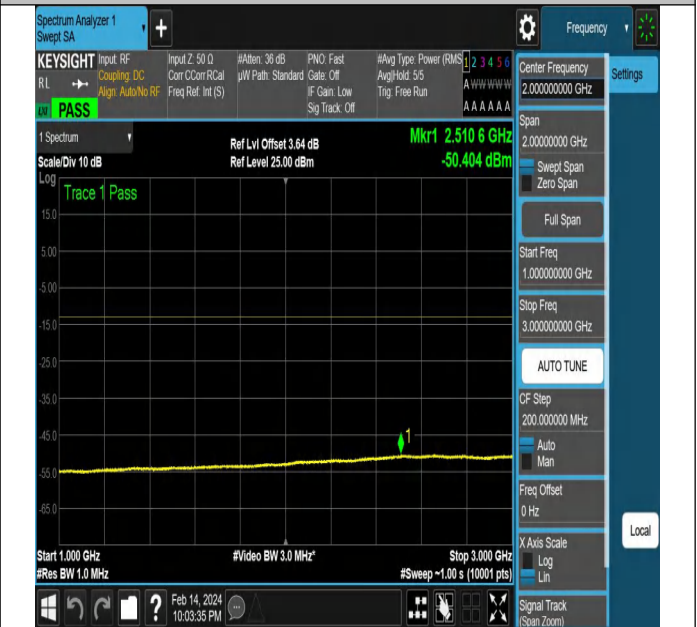 Spectrum Analyzer 1
Swept SA
Frequency
KEYSIGHT
RL
PASS
Input: RF
Coupling: DC
Align: Auto/No RF
Input Z: 50 Ω
Corr CCorr RCal
Freq Ref: Int (S)
#Atten: 36 dB
µW Path: Standard
PNO: Fast
Gate: Off
IF Gain: Low
Sig Track: Off
#Avg Type: Power (RMS
Avg|Hold: 5/5
Trig: Free Run
1 2 3 4 5 6
A W W W W W
A A A A A A
1 Spectrum
Scale/Div 10 dB
Log
Ref Lvl Offset 3.64 dB
Ref Level 25.00 dBm
Mkr1 2.510 6 GHz
-50.404 dBm
Trace 1 Pass
15.0
5.00
-5.00
-15.0
-25.0
-35.0
-45.0
-55.0
-65.0
1
Start 1.000 GHz
#Res BW 1.0 MHz
#Video BW 3.0 MHz*
Stop 3.000 GHz
#Sweep ~1.00 s (10001 pts)
Feb 14, 2024
10:03:35 PM
Center Frequency
2.000000000 GHz
Settings
Span
2.00000000 GHz
Swept Span
Zero Span
Full Span
Start Freq
1.000000000 GHz
Stop Freq
3.000000000 GHz
AUTO TUNE
CF Step
200.000000 MHz
Auto
Man
Freq Offset
0 Hz
Local
X Axis Scale
Log
Lin
Signal Track
(Span Zoom)